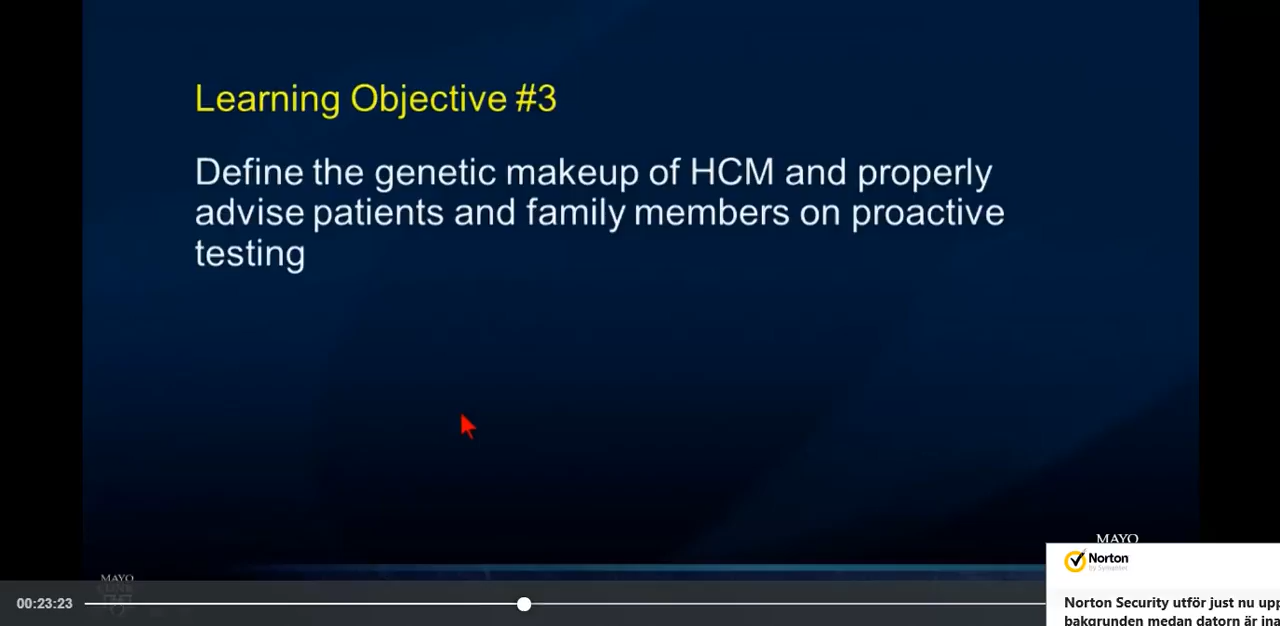 Learning Objective #3
Define the genetic makeup of HCM and properly
advise patients and family members on proactive
testing
MAYO
MAYO
Norton
by Symantec
00:23:23
Norton Security utför just nu upp
bakgrunden medan datorn är ina